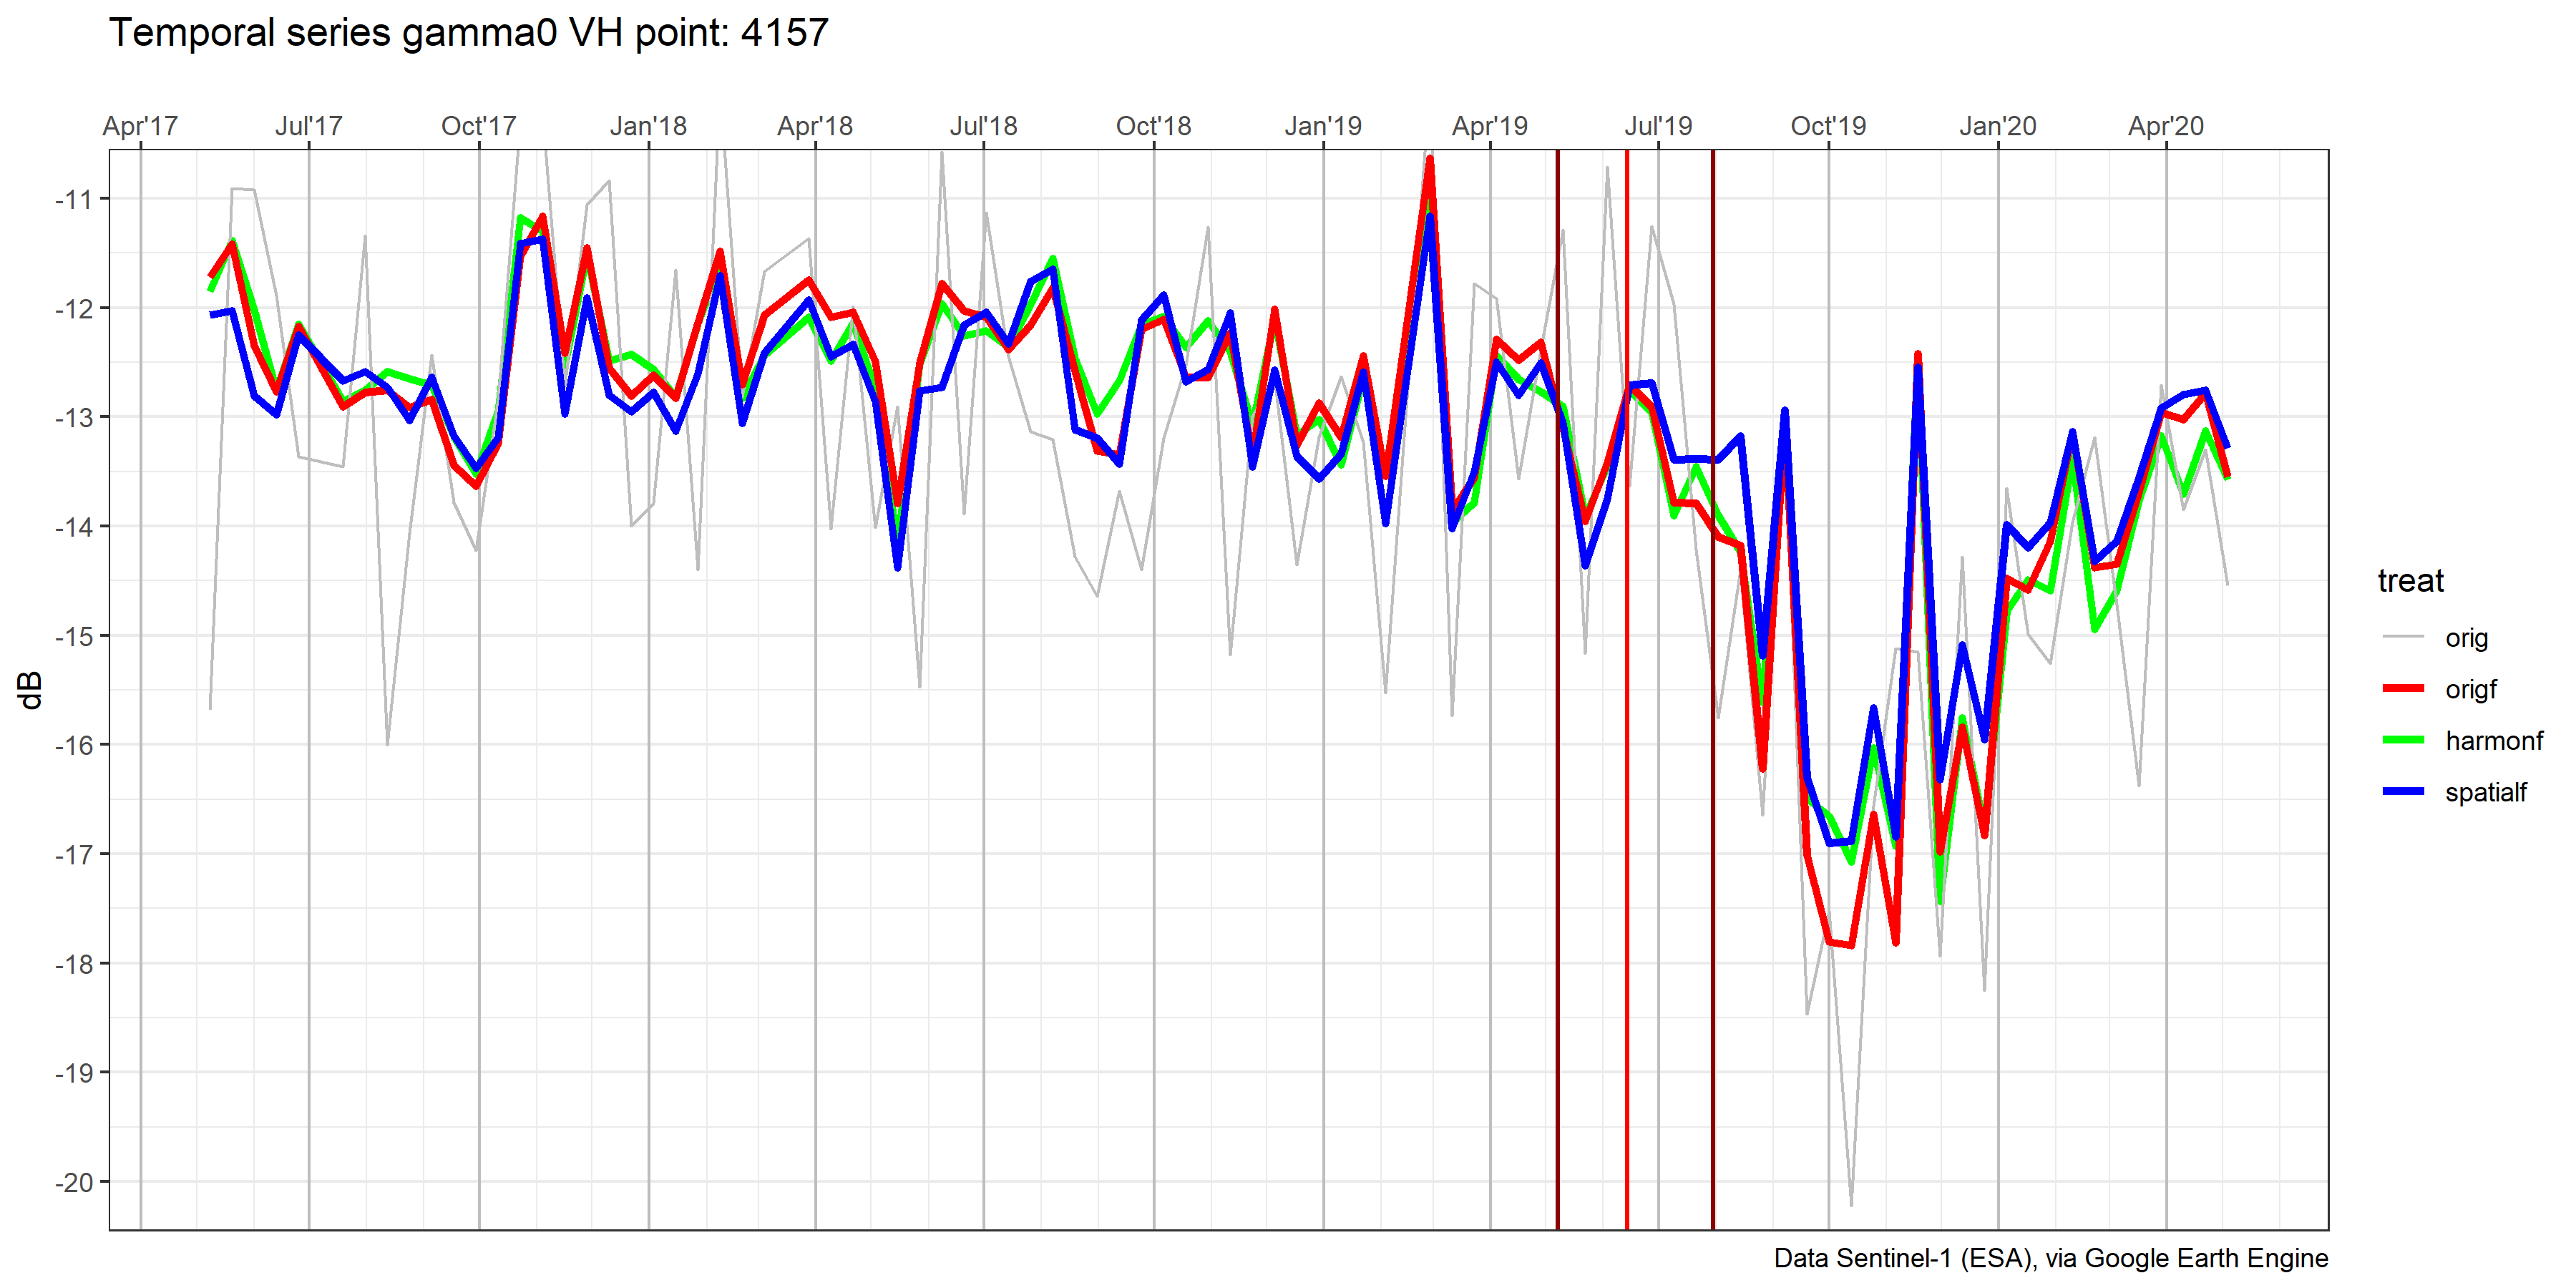 Temporal series gamma0 VH point: 4157
Apr'17 Jul'17 Oct'17 Jan'18 Apr'18 Jul'18 Oct'18 Jan'19 Apr'19 Jul'19 Oct'19 Jan'20 Apr'20
-11
-12
-13
-14
-15
-16
-17
-18
-19
-20
dB
treat
orig
origf
harmonf
spatialf
Data Sentinel-1 (ESA), via Google Earth Engine